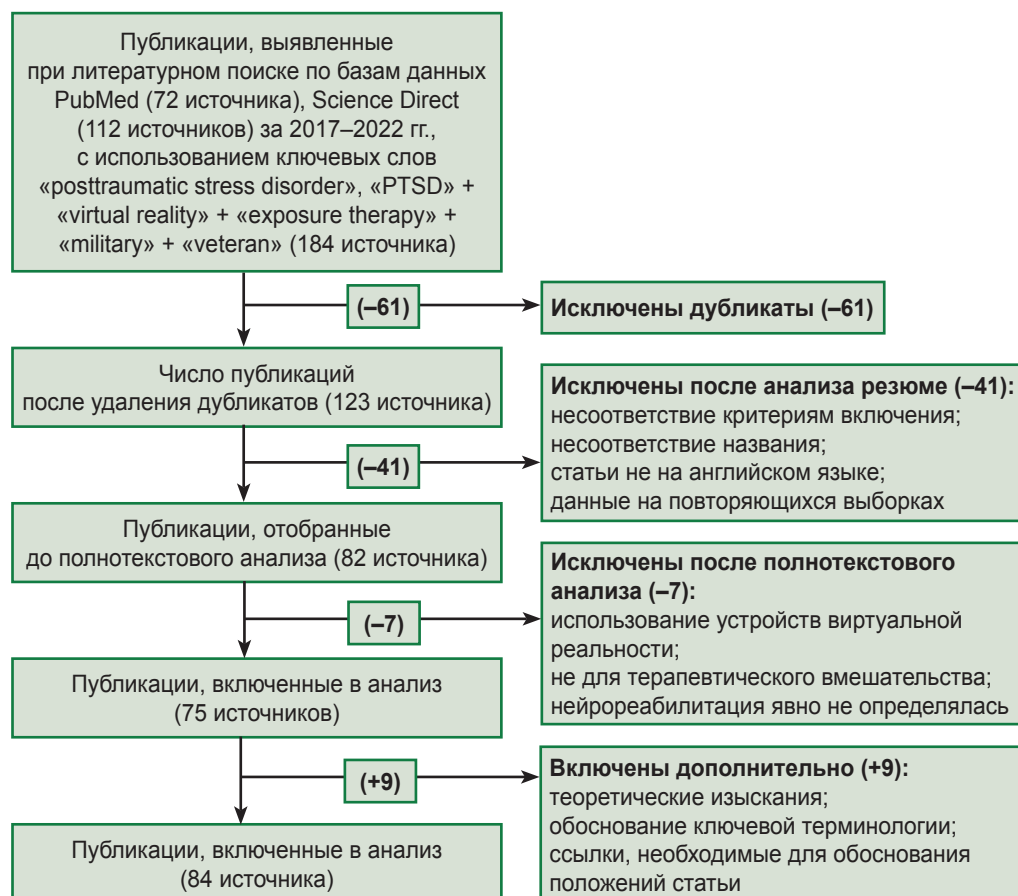 Публикации, выявленные
при литературном поиске по базам данных
PubMed (72 источника), Science Direct
(112 источников) за 2017–2022 гг.,
с использованием ключевых слов
«posttraumatic stress disorder», «PTSD» +
«virtual reality» + «exposure therapy» +
«military» + «veteran» (184 источника)
(–61)
Исключены дубликаты (–61)
Число публикаций
после удаления дубликатов (123 источника)
(–41)
Исключены после анализа резюме (–41):
несоответствие критериям включения;
несоответствие названия;
статьи не на английском языке;
данные на повторяющихся выборках
Публикации, отобранные
до полнотекстового анализа (82 источника)
(–7)
Исключены после полнотекстового
анализа (–7):
использование устройств виртуальной
реальности;
не для терапевтического вмешательства;
нейрореабилитация явно не определялась
Публикации, включенные в анализ
(75 источников)
(+9)
Включены дополнительно (+9):
теоретические изыскания;
обоснование ключевой терминологии;
ссылки, необходимые для обоснования
положений статьи
Публикации, включенные в анализ
(84 источника)